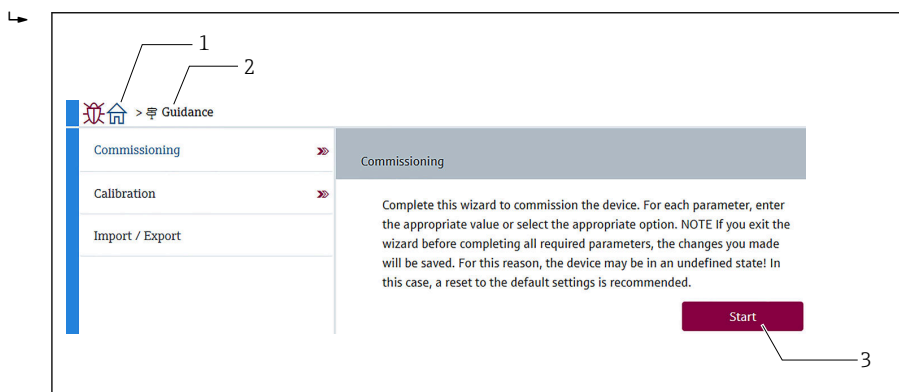 1
2
> Guidance
Commissioning
Calibration
Import / Export
Commissioning
Complete this wizard to commission the device. For each parameter, enter
the appropriate value or select the appropriate option. NOTE If you exit the
wizard before completing all required parameters, the changes you made
will be saved. For this reason, the device may be in an undefined state! In
this case, a reset to the default settings is recommended.
Start
3